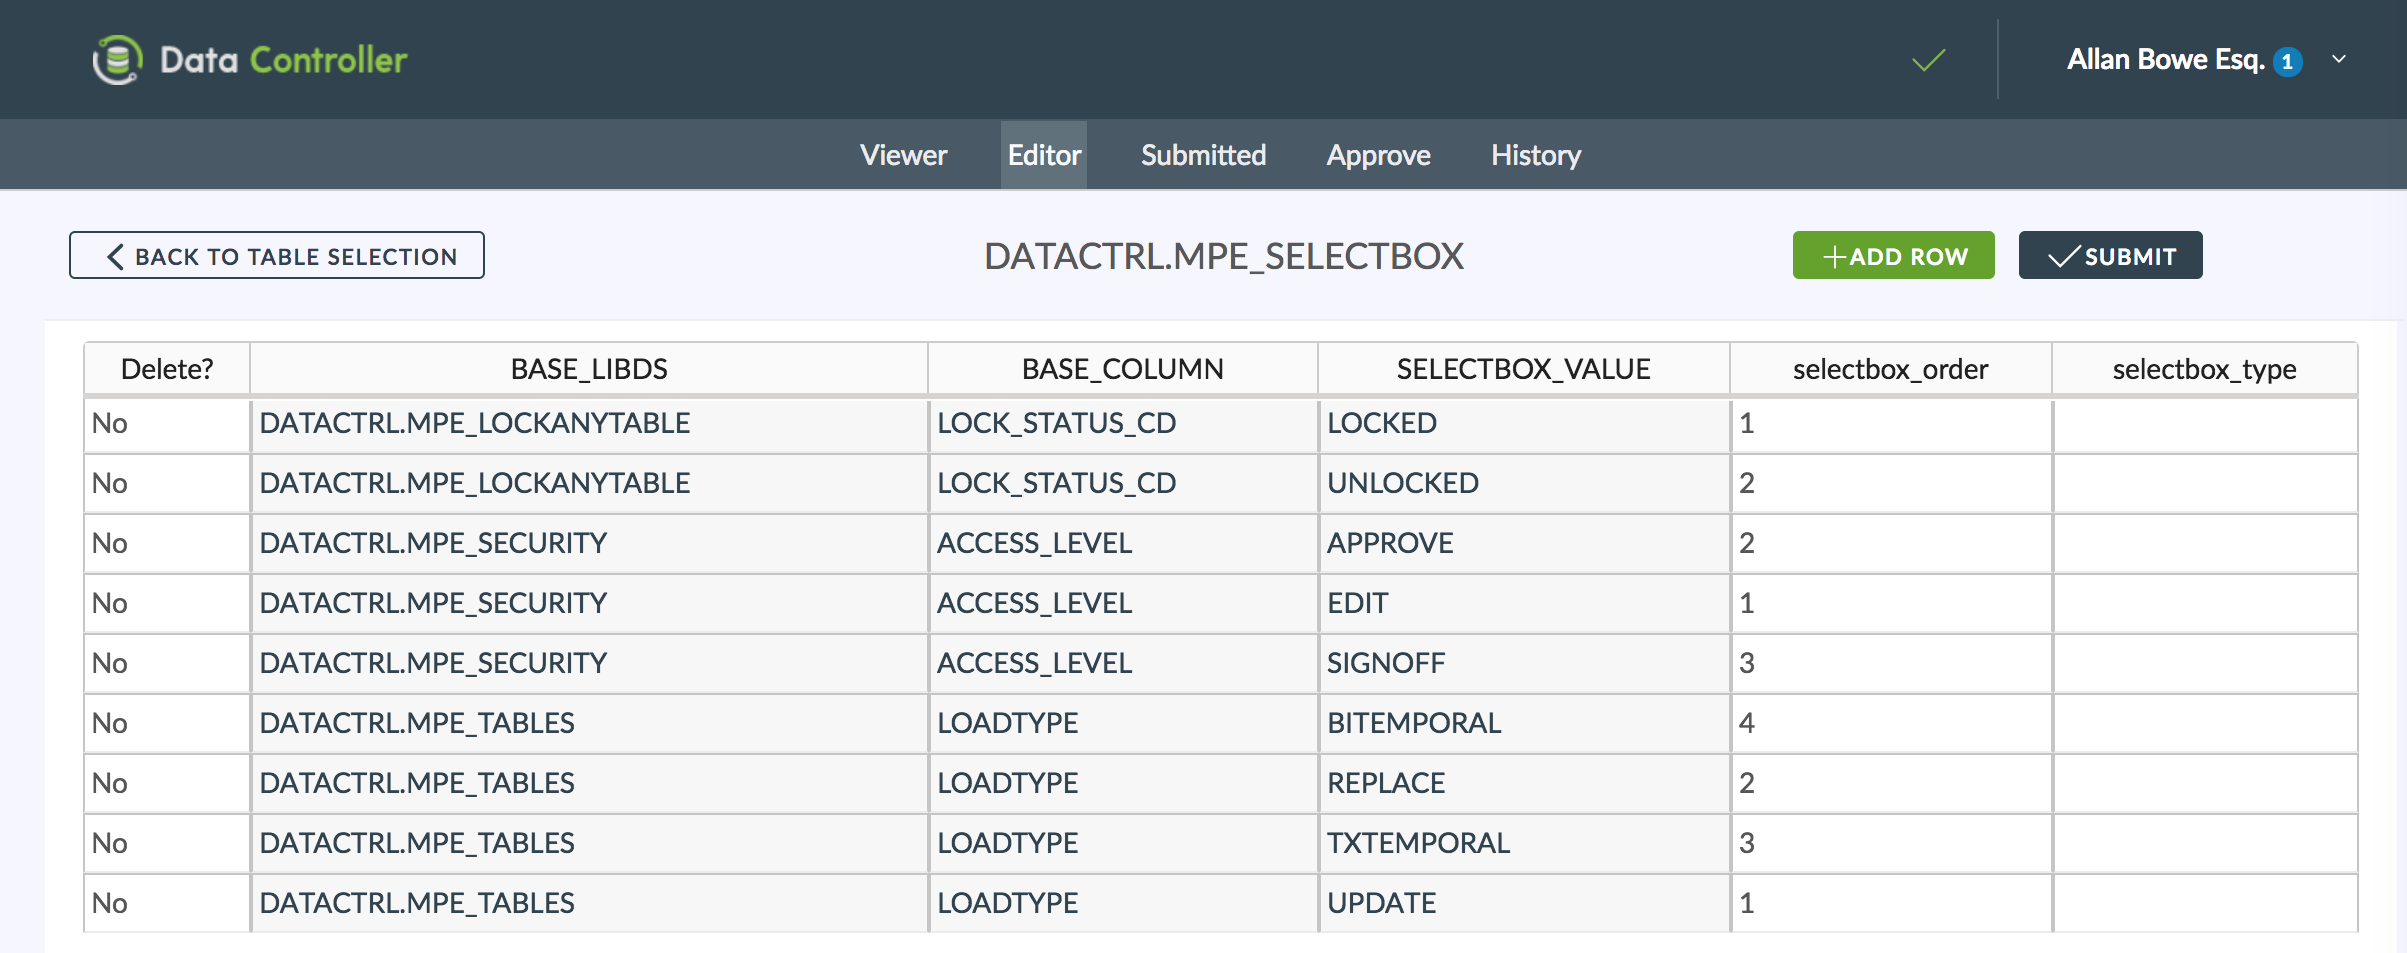 Data Controller
Allan Bowe Esq. 1
Viewer Editor Submitted Approve History
BACK TO TABLE SELECTION DATACTRL.MPE_SELECTBOX ADD ROW SUBMIT
Delete? BASE_LIBDS BASE_COLUMN SELECTBOX_VALUE selectbox_order selectbox_type
No DATACTRL.MPE_LOCKANYTABLE LOCK_STATUS_CD LOCKED 1
No DATACTRL.MPE_LOCKANYTABLE LOCK_STATUS_CD UNLOCKED 2
No DATACTRL.MPE_SECURITY ACCESS_LEVEL APPROVE 2
No DATACTRL.MPE_SECURITY ACCESS_LEVEL EDIT 1
No DATACTRL.MPE_SECURITY ACCESS_LEVEL SIGNOFF 3
No DATACTRL.MPE_TABLES LOADTYPE BITEMPORAL 4
No DATACTRL.MPE_TABLES LOADTYPE REPLACE 2
No DATACTRL.MPE_TABLES LOADTYPE TXTEMPORAL 3
No DATACTRL.MPE_TABLES LOADTYPE UPDATE 1